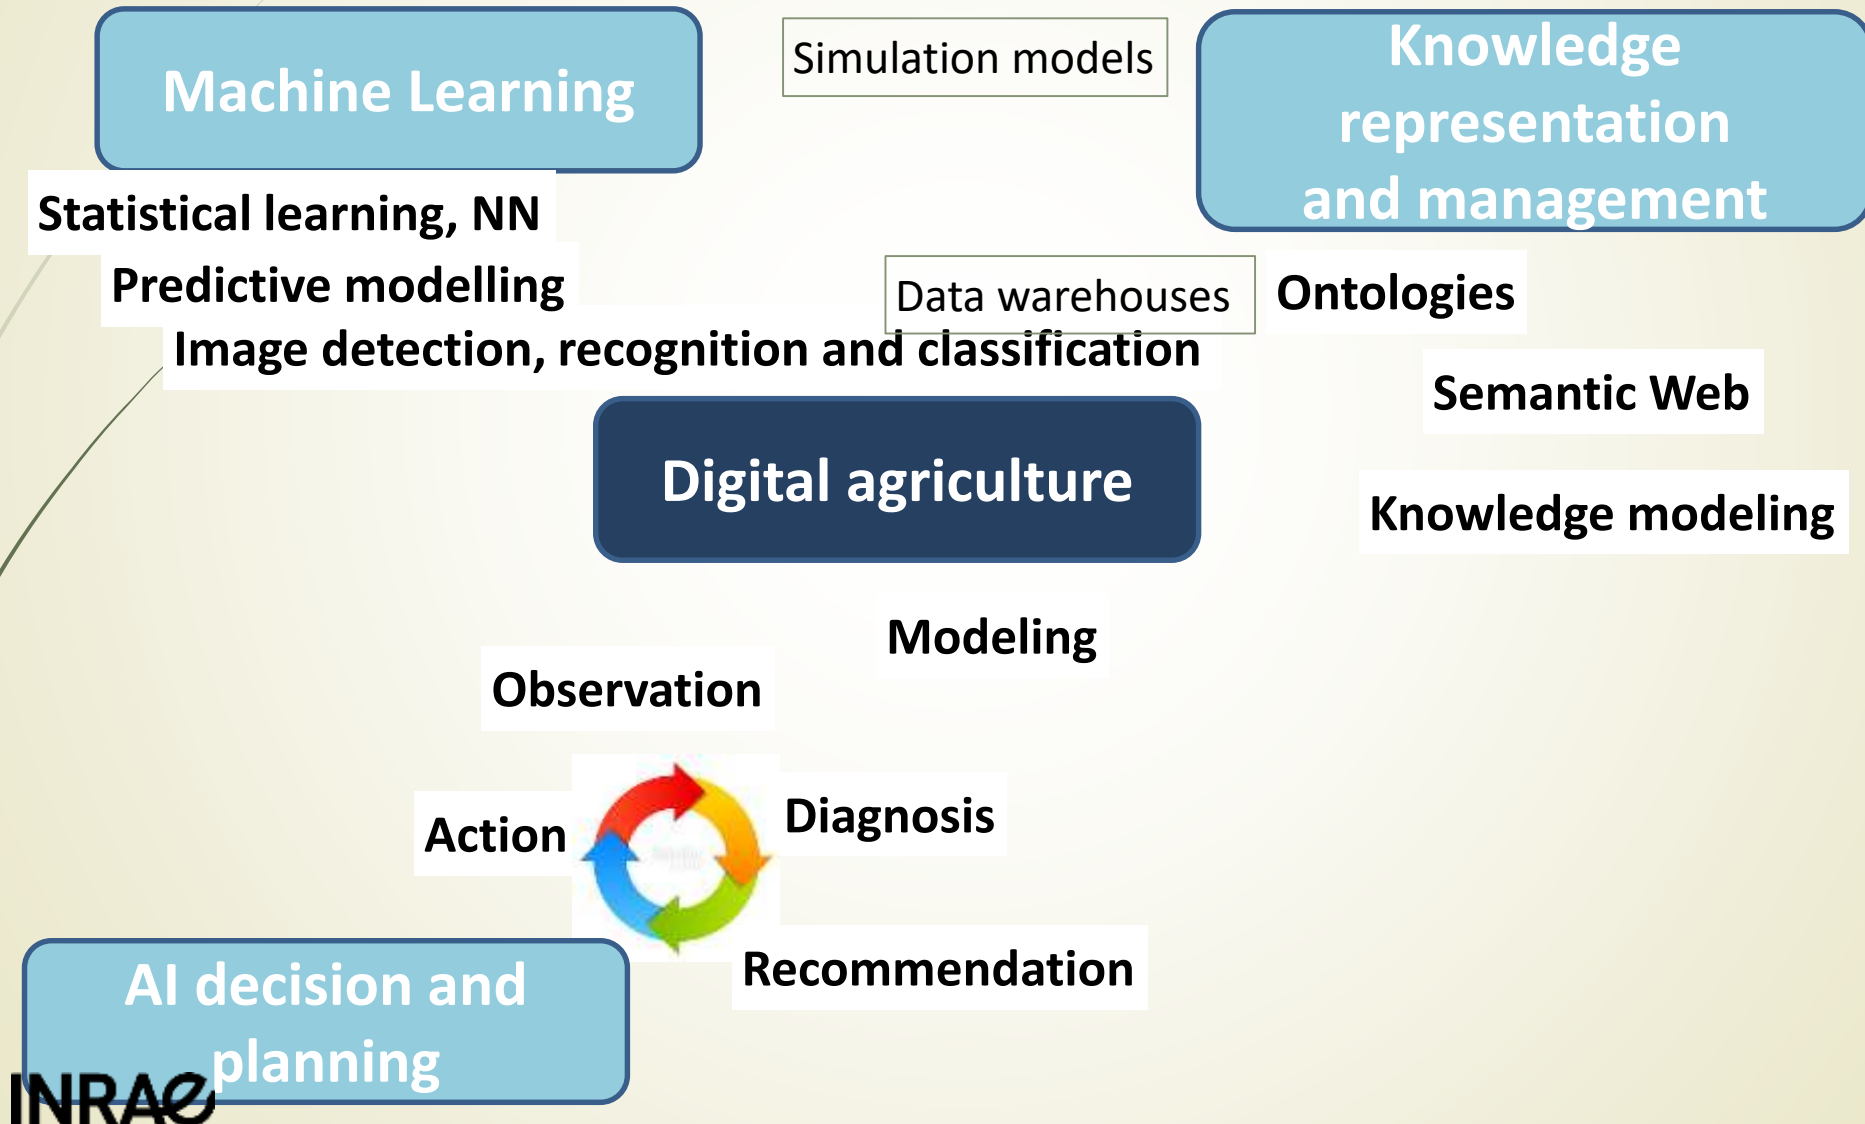 Machine Learning
Simulation models
Knowledge
representation
and management
Statistical learning, NN
Predictive modelling
Data warehouses
Ontologies
Image detection, recognition and classification
Semantic Web
Digital agriculture
Knowledge modeling
Modeling
Observation
Action
Diagnosis
Recommendation
AI decision and
planning
INRAE